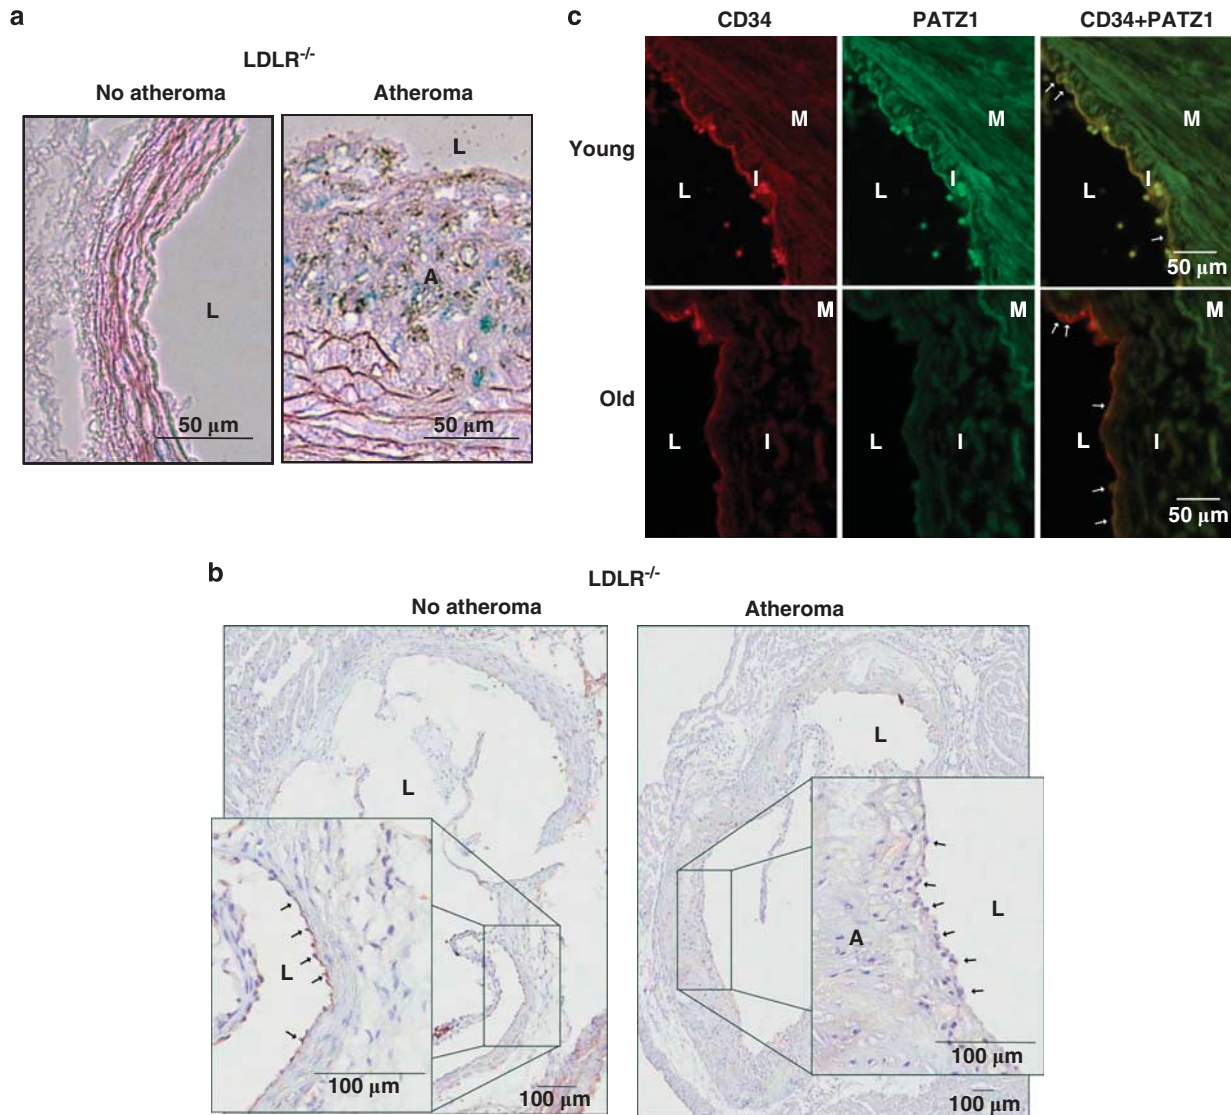 a
LDLR-/-
No atheroma Atheroma
L
A
L
50 µm 50 µm
c
CD34 PATZ1 CD34+PATZ1
Young
M M M
I I I
L L L
50 µm
Old
M M M
L I L I L I
50 µm
b
LDLR-/-
No atheroma Atheroma
L
L
L
100 µm
100 µm
L
A
100 µm
100 µm